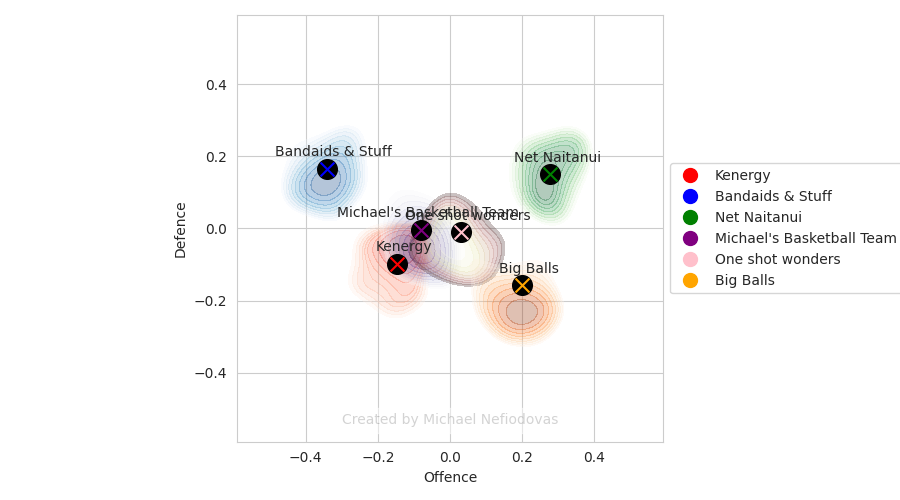 0.4
0.2
0.0
−0.2
−0.4
Defence
Bandaids & Stuff
Net Naitanui
Michael's Basketball Team
One shot wonders
Kenergy
Big Balls
Created by Michael Nefiodovas
−0.4
−0.2
0.0
0.2
0.4
Offence
Kenergy
Bandaids & Stuff
Net Naitanui
Michael's Basketball Team
One shot wonders
Big Balls